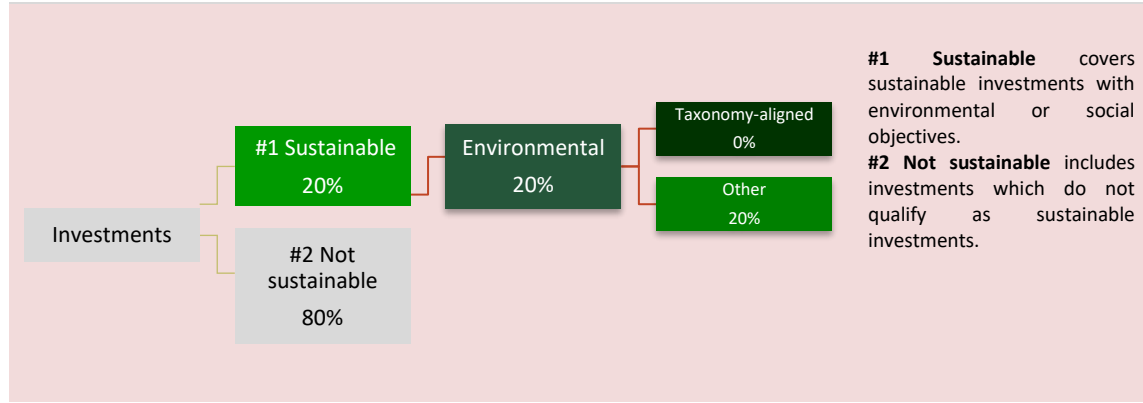 Investments
#1 Sustainable
20%
#2 Not
sustainable
80%
Environmental
20%
Taxonomy-aligned
0%
Other
20%
#1 Sustainable covers
sustainable investments with
environmental or social
objectives.
#2 Not sustainable includes
investments which do not
qualify as sustainable
investments.